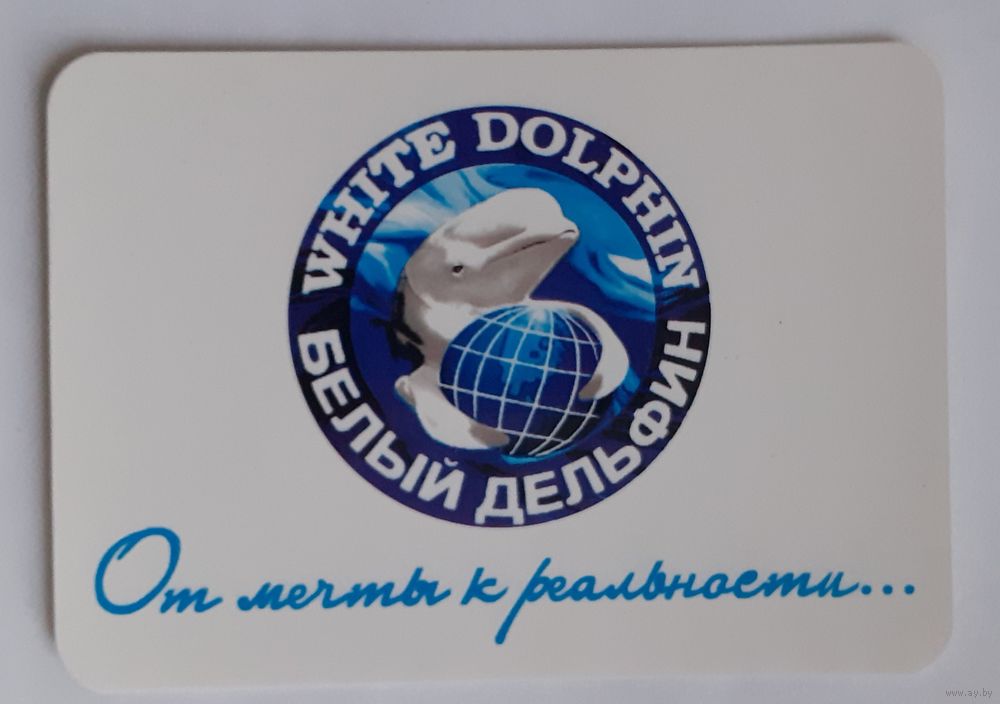 WHITE DOLPHIN
БЕЛЫЙ ДЕЛЬФИН
От мечты к реальности...
www.ay.by